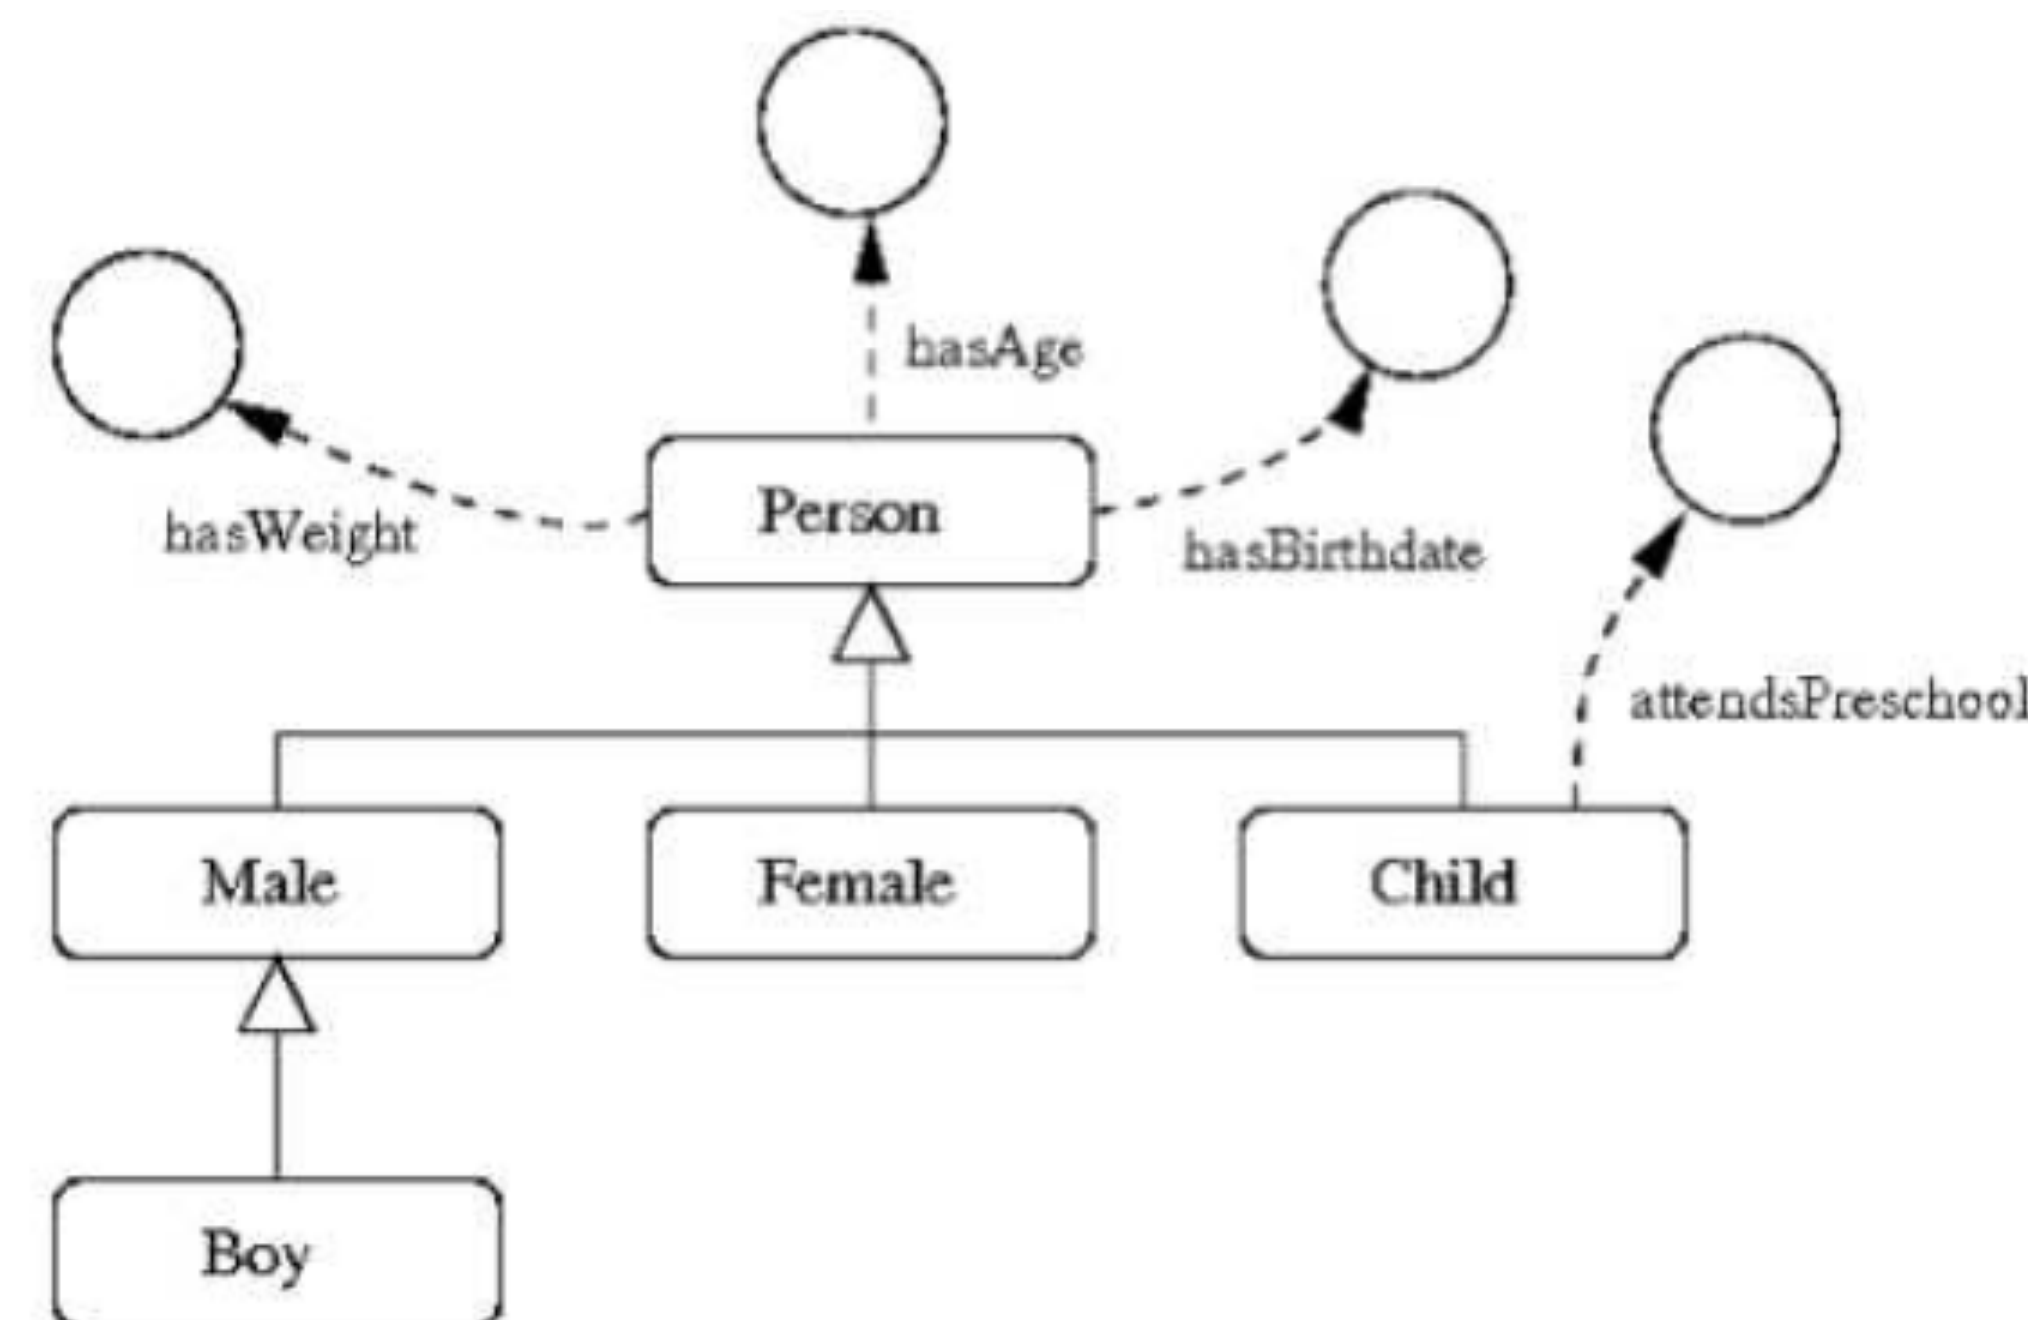 hasAge
Person
hasWeight
hasBirthdate
attendsPreschool
Male
Female
Child
Boy